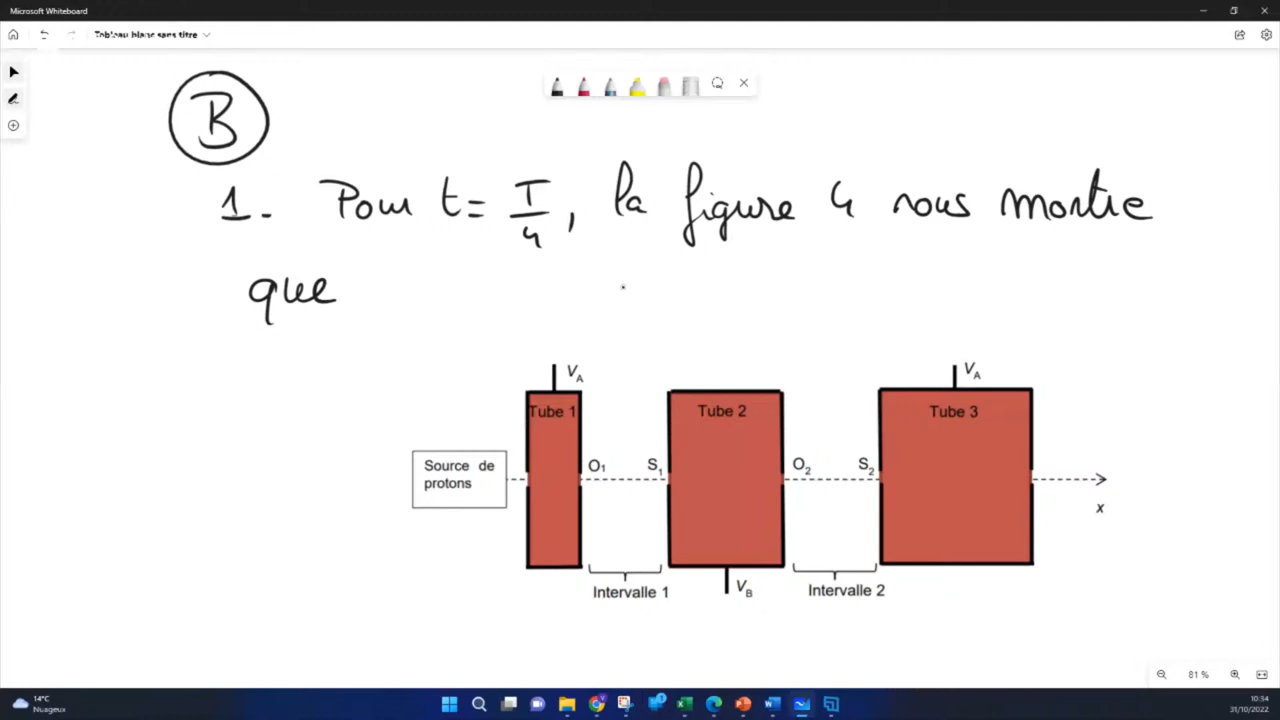 Microsoft Whiteboard
Tableau blanc sans titre
B
1. Pour t = T/4, la figure 4 nous montre
que
V_A
V_A
Tube 1
Tube 2
Tube 3
Source de
protons
O₁
S₁
O₂
S₂
x
Intervalle 1
V_B
Intervalle 2
81 %
14°C
Nuageux
10:34
31/10/2022